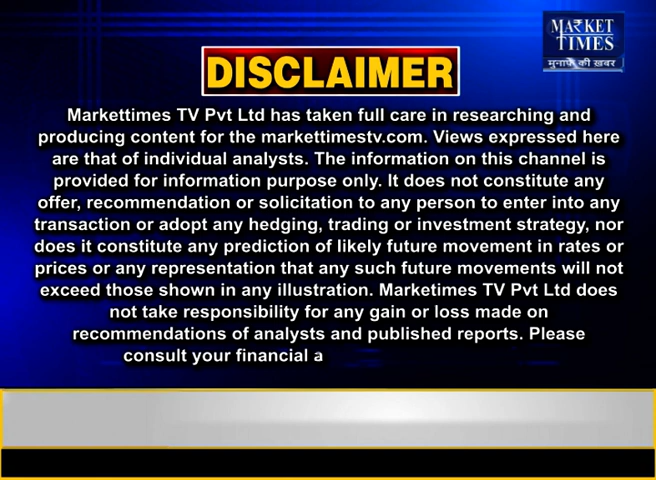 MARKET
TIMES
मुनाफे की ख़बर
DISCLAIMER
Markettimes TV Pvt Ltd has taken full care in researching and
producing content for the markettimestv.com. Views expressed here
are that of individual analysts. The information on this channel is
provided for information purpose only. It does not constitute any
offer, recommendation or solicitation to any person to enter into any
transaction or adopt any hedging, trading or investment strategy, nor
does it constitute any prediction of likely future movement in rates or
prices or any representation that any such future movements will not
exceed those shown in any illustration. Marketimes TV Pvt Ltd does
not take responsibility for any gain or loss made on
recommendations of analysts and published reports. Please
consult your financial a